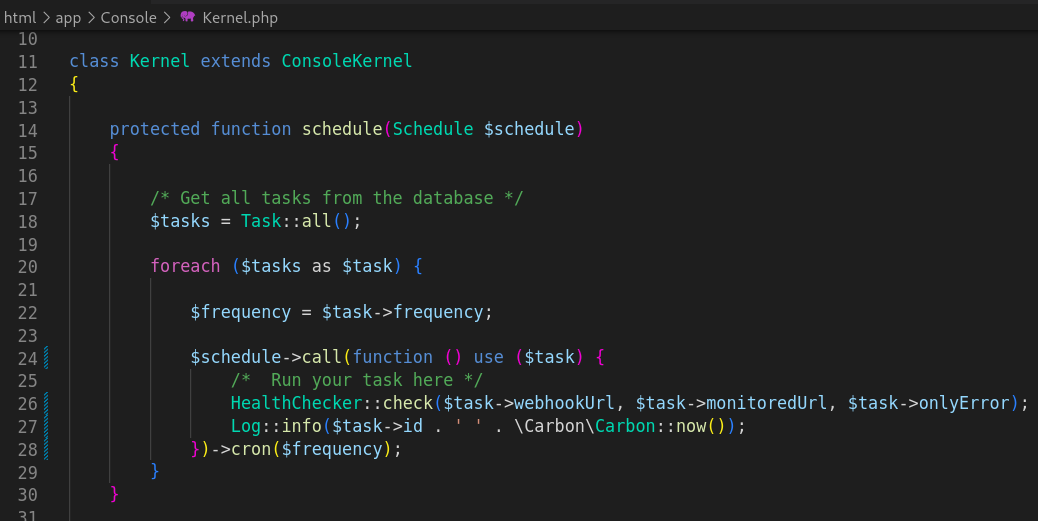 html > app > Console > Kernel.php
10
11 class Kernel extends ConsoleKernel
12 {
13
14     protected function schedule(Schedule $schedule)
15     {
16
17         /* Get all tasks from the database */
18         $tasks = Task::all();
19
20         foreach ($tasks as $task) {
21
22             $frequency = $task->frequency;
23
24             $schedule->call(function () use ($task) {
25                 /*  Run your task here */
26                 HealthChecker::check($task->webhookUrl, $task->monitoredUrl, $task->onlyError);
27                 Log::info($task->id . ' ' . \Carbon\Carbon::now());
28             })->cron($frequency);
29         }
30     }
31